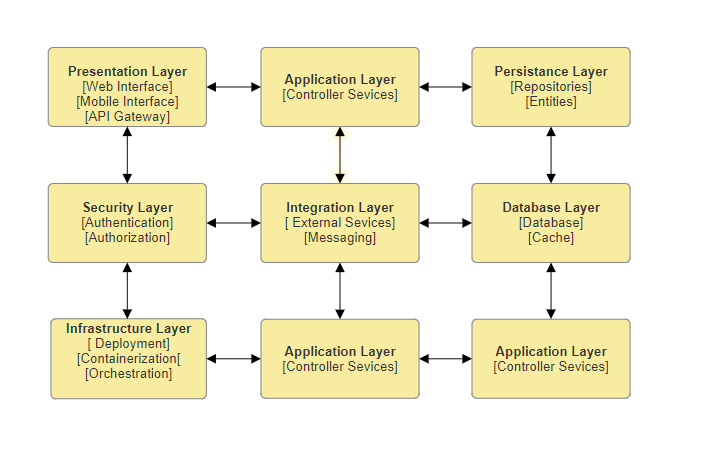 Presentation Layer
[Web Interface]
[Mobile Interface]
[API Gateway]
Application Layer
[Controller Sevices]
Persistance Layer
[Repositories]
[Entities]
Security Layer
[Authentication]
[Authorization]
Integration Layer
[ External Services]
[Messaging]
Database Layer
[Database]
[Cache]
Infrastructure Layer
[ Deployment]
[Containerization[
[Orchestration]
Application Layer
[Controller Sevices]
Application Layer
[Controller Sevices]